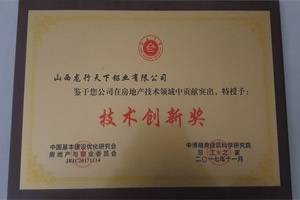 山西龙行天下铝业有限公司
鉴于您公司在房地产技术领域中贡献突出，特授予：
技术创新奖
中国基本建设优化研究会
房地产与物业委员会
中博精典建筑科学研究院
二〇一七年十一月